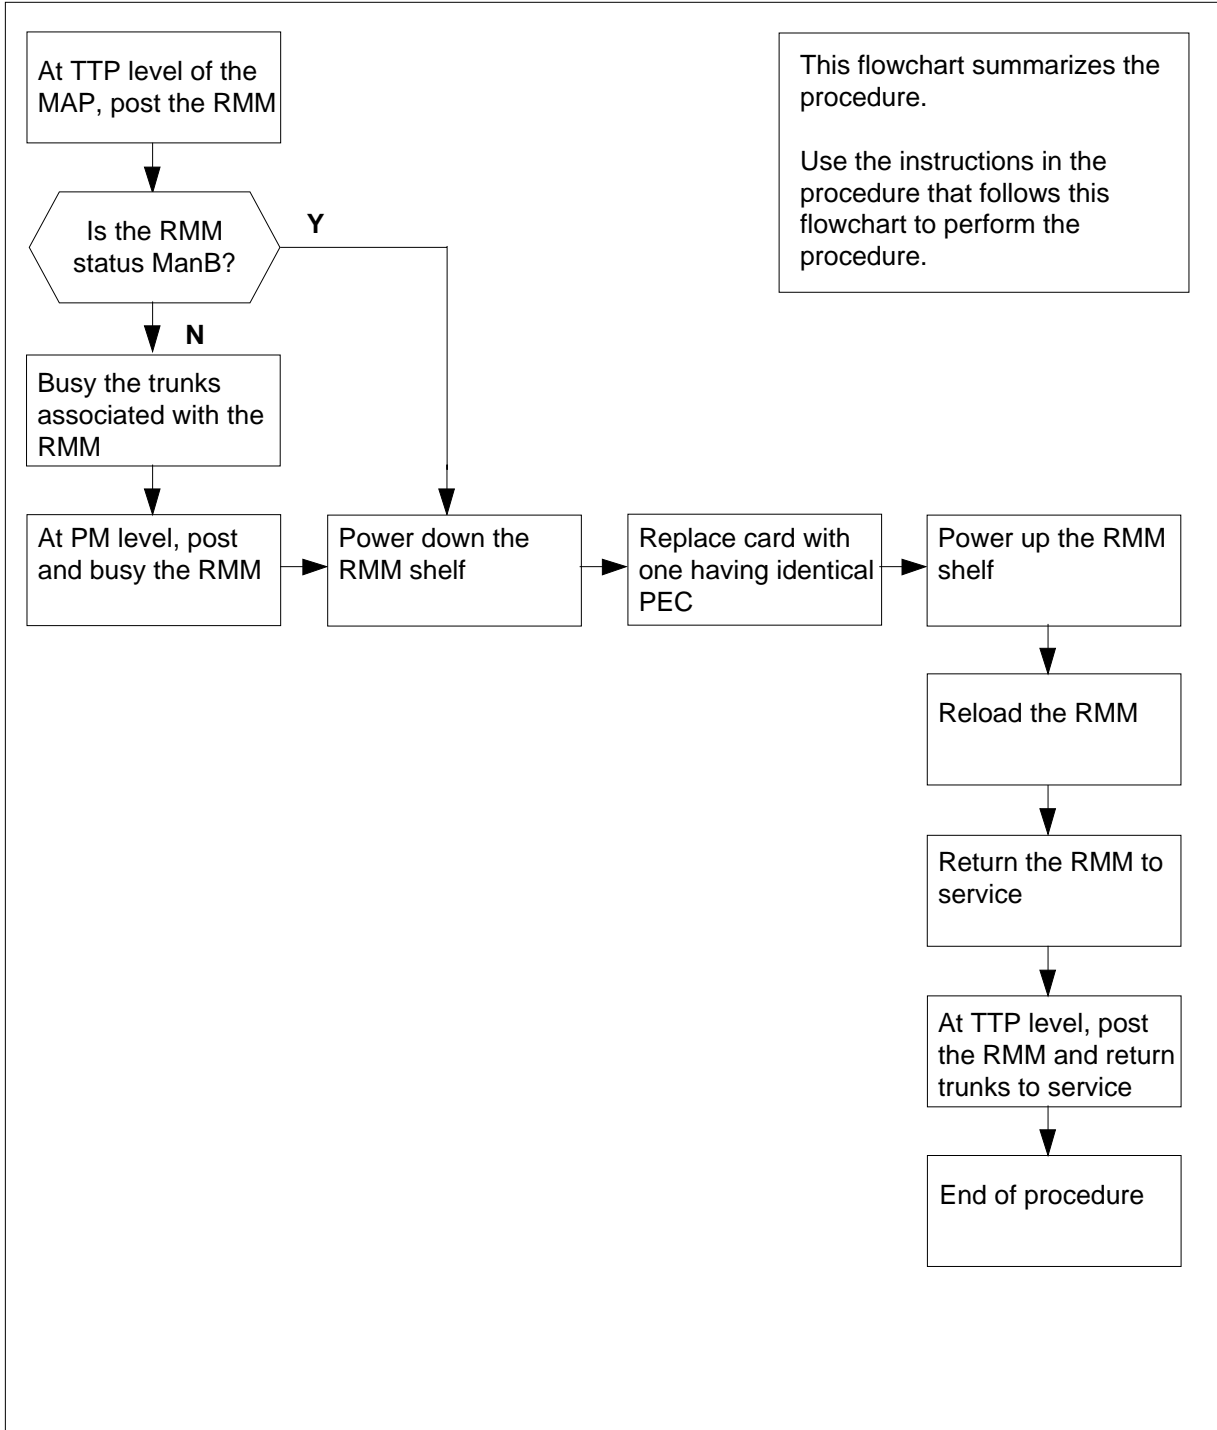 At TTP level of the
MAP, post the RMM
This flowchart summarizes the
procedure.
Use the instructions in the
procedure that follows this
flowchart to perform the
procedure.
Is the RMM
status ManB?
Y
N
Busy the trunks
associated with the
RMM
At PM level, post
and busy the RMM
Power down the
RMM shelf
Replace card with
one having identical
PEC
Power up the RMM
shelf
Reload the RMM
Return the RMM to
service
At TTP level, post
the RMM and return
trunks to service
End of procedure